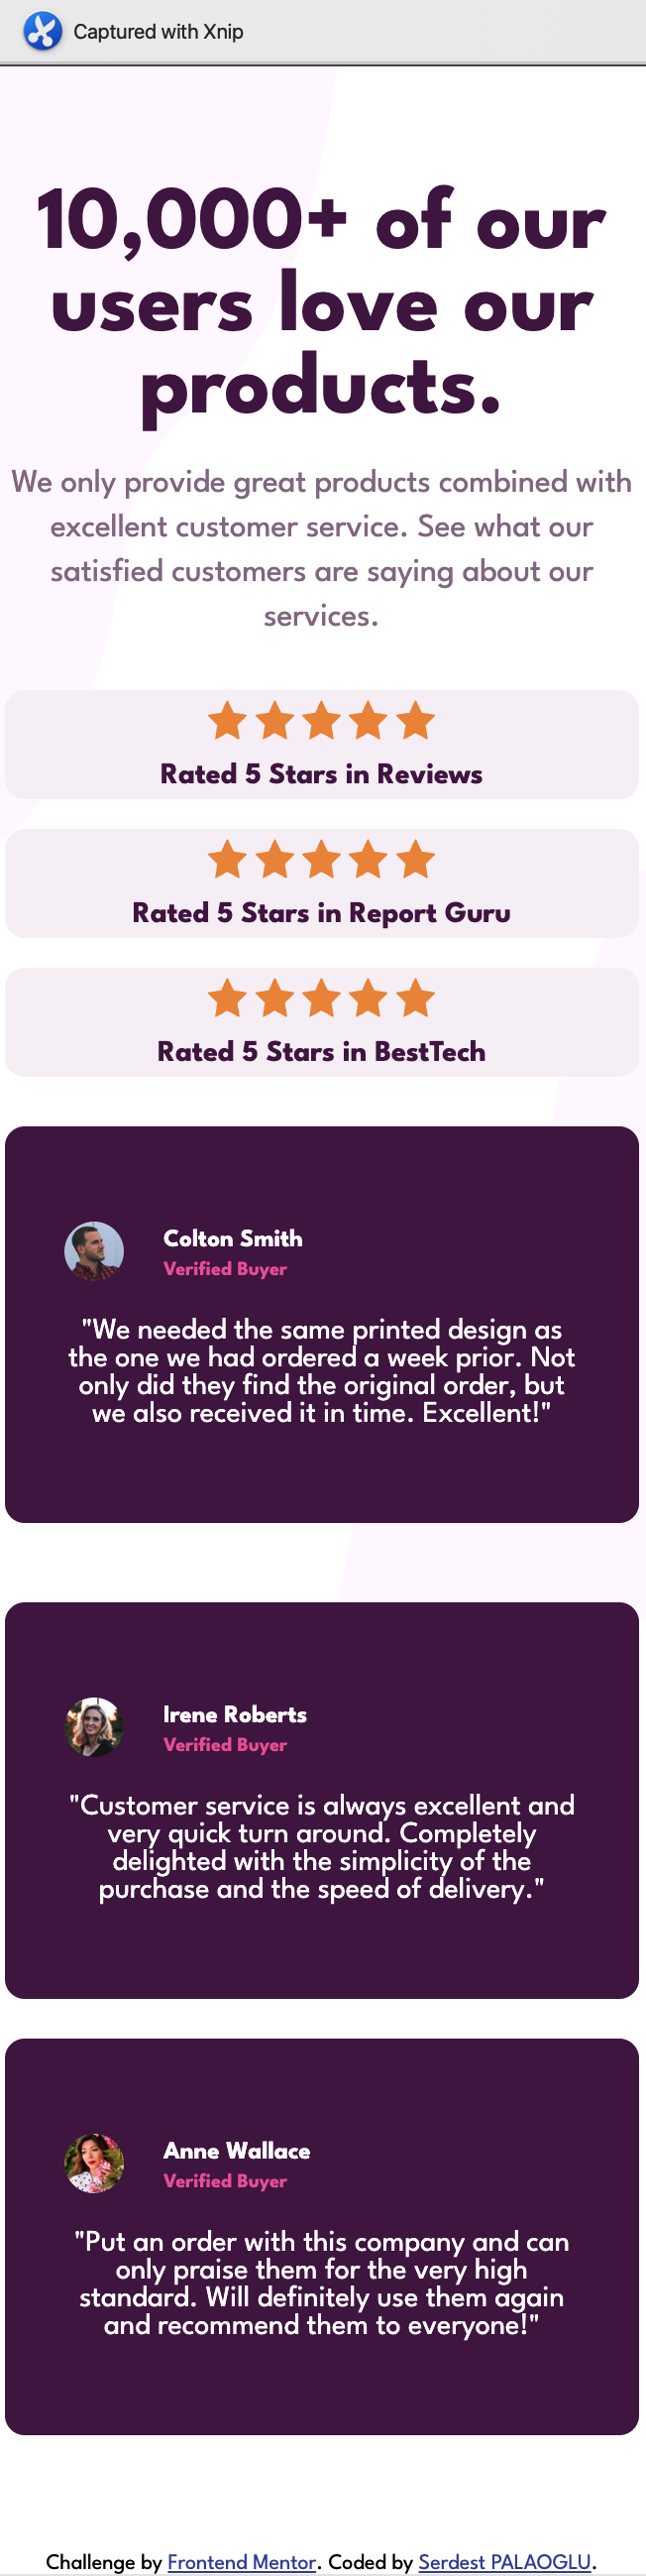 Captured with Xnip
10,000+ of our
users love our
products.
We only provide great products combined with
excellent customer service. See what our
satisfied customers are saying about our
services.
Rated 5 Stars in Reviews
Rated 5 Stars in Report Guru
Rated 5 Stars in BestTech
Colton Smith
Verified Buyer
"We needed the same printed design as
the one we had ordered a week prior. Not
only did they find the original order, but
we also received it in time. Excellent!"
Irene Roberts
Verified Buyer
"Customer service is always excellent and
very quick turn around. Completely
delighted with the simplicity of the
purchase and the speed of delivery."
Anne Wallace
Verified Buyer
"Put an order with this company and can
only praise them for the very high
standard. Will definitely use them again
and recommend them to everyone!"
Challenge by Frontend Mentor. Coded by Serdest PALAOGLU.